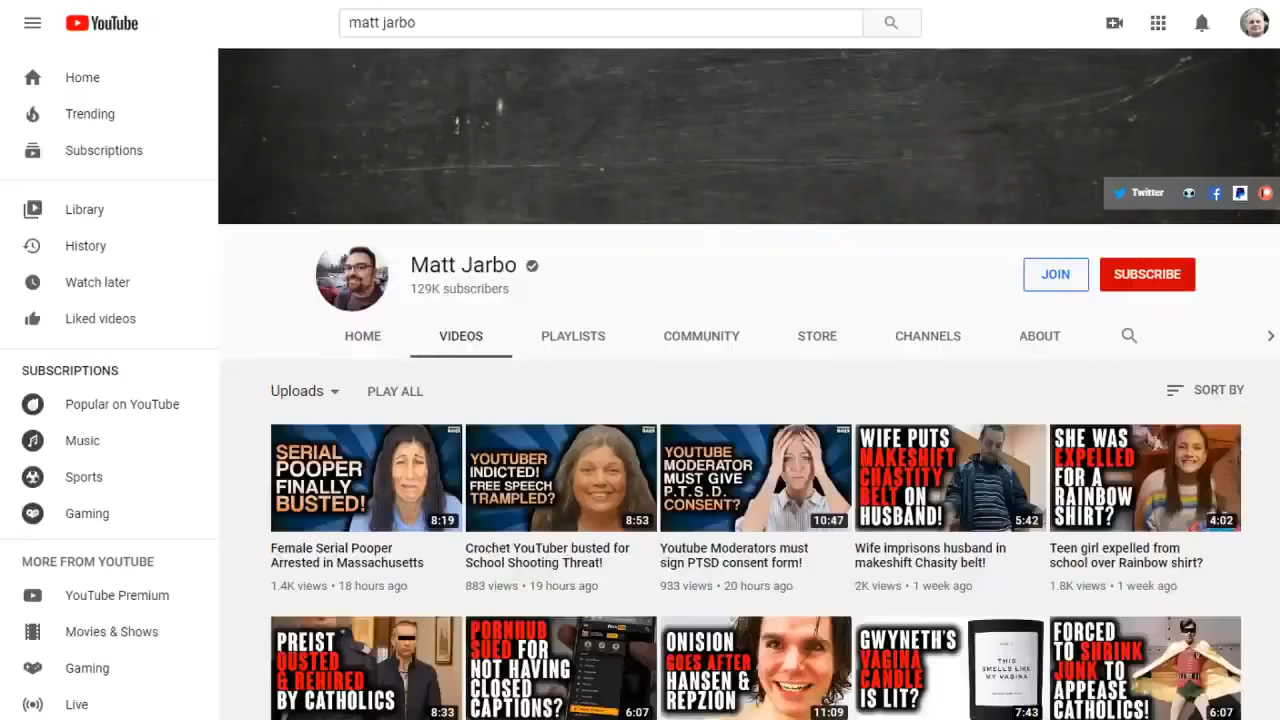 YouTube
matt jarbo
Home
Trending
Subscriptions
Library
History
Watch later
Liked videos
SUBSCRIPTIONS
Popular on YouTube
Music
Sports
Gaming
MORE FROM YOUTUBE
YouTube Premium
Movies & Shows
Gaming
Live
Twitter
Matt Jarbo
129K subscribers
JOIN
SUBSCRIBE
HOME
VIDEOS
PLAYLISTS
COMMUNITY
STORE
CHANNELS
ABOUT
Uploads
PLAY ALL
SORT BY
SERIAL
POOPER
FINALLY
BUSTED!
8:19
Female Serial Pooper
Arrested in Massachusetts
1.4K views • 18 hours ago
YOUTUBER
INDICTED!
FREE SPEECH
TRAMPLED?
8:53
Crochet YouTuber busted for
School Shooting Threat!
883 views • 19 hours ago
YOUTUBE
MODERATOR
MUST GIVE
P.T.S.D.
CONSENT?
10:47
Youtube Moderators must
sign PTSD consent form!
933 views • 20 hours ago
WIFE PUTS
MAKESHIFT
CHASTITY
BELT ON
HUSBAND!
5:42
Wife imprisons husband in
makeshift Chasity belt!
2K views • 1 week ago
SHE WAS
EXPELLED
FOR A
RAINBOW
SHIRT?
4:02
Teen girl expelled from
school over Rainbow shirt?
1.8K views • 1 week ago
PREIST
OUSTED
& REHIRED
BY CATHOLICS
8:33
PORNHUB
SUED FOR
NOT HAVING
CLOSED
CAPTIONS?
6:07
ONISION
GOES AFTER
HANSEN &
REPZION
11:09
GWYNETH'S
VAGINA
CANDLE
IS LIT?
THIS
SMELLS LIKE
MY VAGINA
7:43
FORCED
TO SHRINK
JUNK TO
APPEASE
CATHOLICS!
6:07